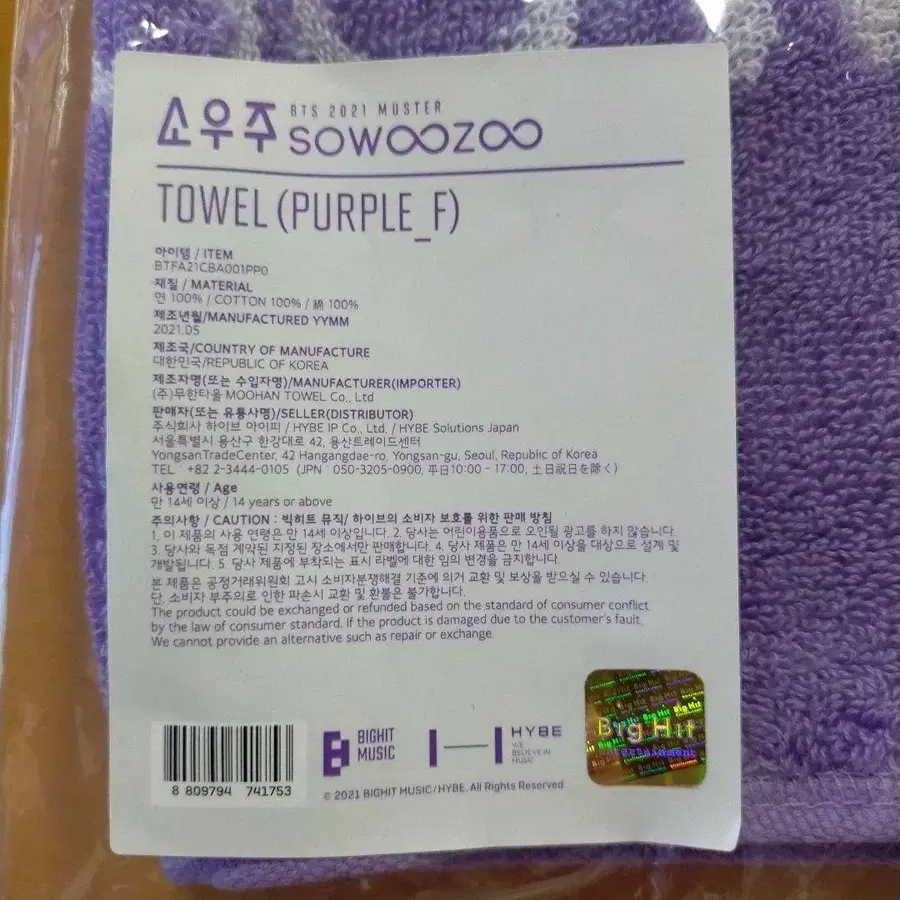 소우주 BTS 2021 MUSTER
SOWOOZOO
TOWEL (PURPLE_F)
아이템 / ITEM
BTFA21CBA001PP0
재질 / MATERIAL
면 100% / COTTON 100% / 綿 100%
제조년월/MANUFACTURED YYMM
2021.05
제조국/COUNTRY OF MANUFACTURE
대한민국/REPUBLIC OF KOREA
제조자명(또는 수입자명)/MANUFACTURER(IMPORTER)
(주)무한타올 MOOHAN TOWEL Co., Ltd
판매자(또는 유통사명)/SELLER(DISTRIBUTOR)
주식회사 하이브 아이피 / HYBE IP Co., Ltd. / HYBE Solutions Japan
서울특별시 용산구 한강대로 42, 용산트레이드센터
YongsanTradeCenter, 42 Hangangdae-ro, Yongsan-gu, Seoul, Republic of Korea
TEL : +82 2-3444-0105 (JPN : 050-3205-0900, 平日10:00 - 17:00, 土日祝日を除く)
사용연령 / Age
만 14세 이상 / 14 years or above
주의사항 / CAUTION : 빅히트 뮤직/ 하이브의 소비자 보호를 위한 판매 방침
1. 이 제품의 사용 연령은 만 14세 이상입니다. 2. 당사는 어린이용품으로 오인될 광고를 하지 않습니다.
3. 당사와 독점 계약된 지정된 장소에서만 판매합니다. 4. 당사 제품은 만 14세 이상을 대상으로 설계 및
개발됩니다. 5. 당사 제품에 부착되는 표시 라벨에 대한 임의 변경을 금지합니다.
본 제품은 공정거래위원회 고시 소비자분쟁해결 기준에 의거 교환 및 보상을 받으실 수 있습니다.
단, 소비자 부주의로 인한 파손시 교환 및 환불은 불가합니다.
The product could be exchanged or refunded based on the standard of consumer conflict
by the law of consumer standard. If the product is damaged due to the customer's fault,
We cannot provide an alternative such as repair or exchange.
8 809794 741753
BIGHIT
MUSIC
HYBE
WE
BELIEVE IN
MUSIC
© 2021 BIGHIT MUSIC/HYBE. All Rights Reserved
Big Hit
Entertainment